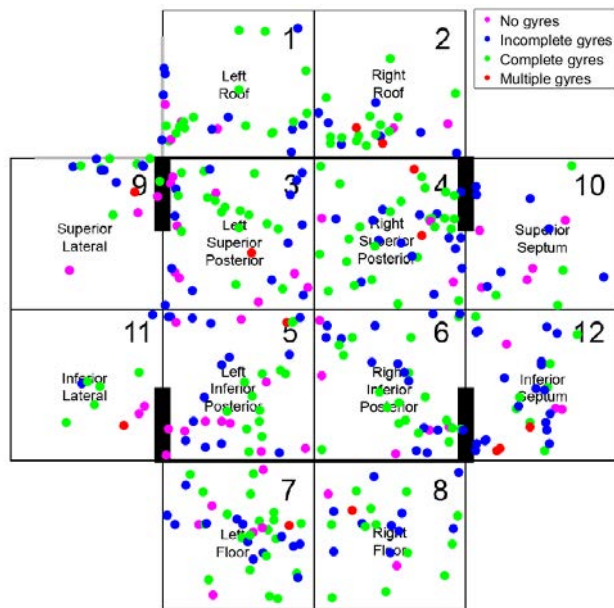 No gyres
Incomplete gyres
Complete gyres
Multiple gyres
1
2
Left
Roof
Right
Roof
9
3
4
10
Superior
Lateral
Left
Superior
Posterior
Right
Superior
Posterior
Superior
Septum
11
5
6
12
Inferior
Lateral
Left
Inferior
Posterior
Right
Inferior
Posterior
Inferior
Septum
7
8
Left
Floor
Right
Floor